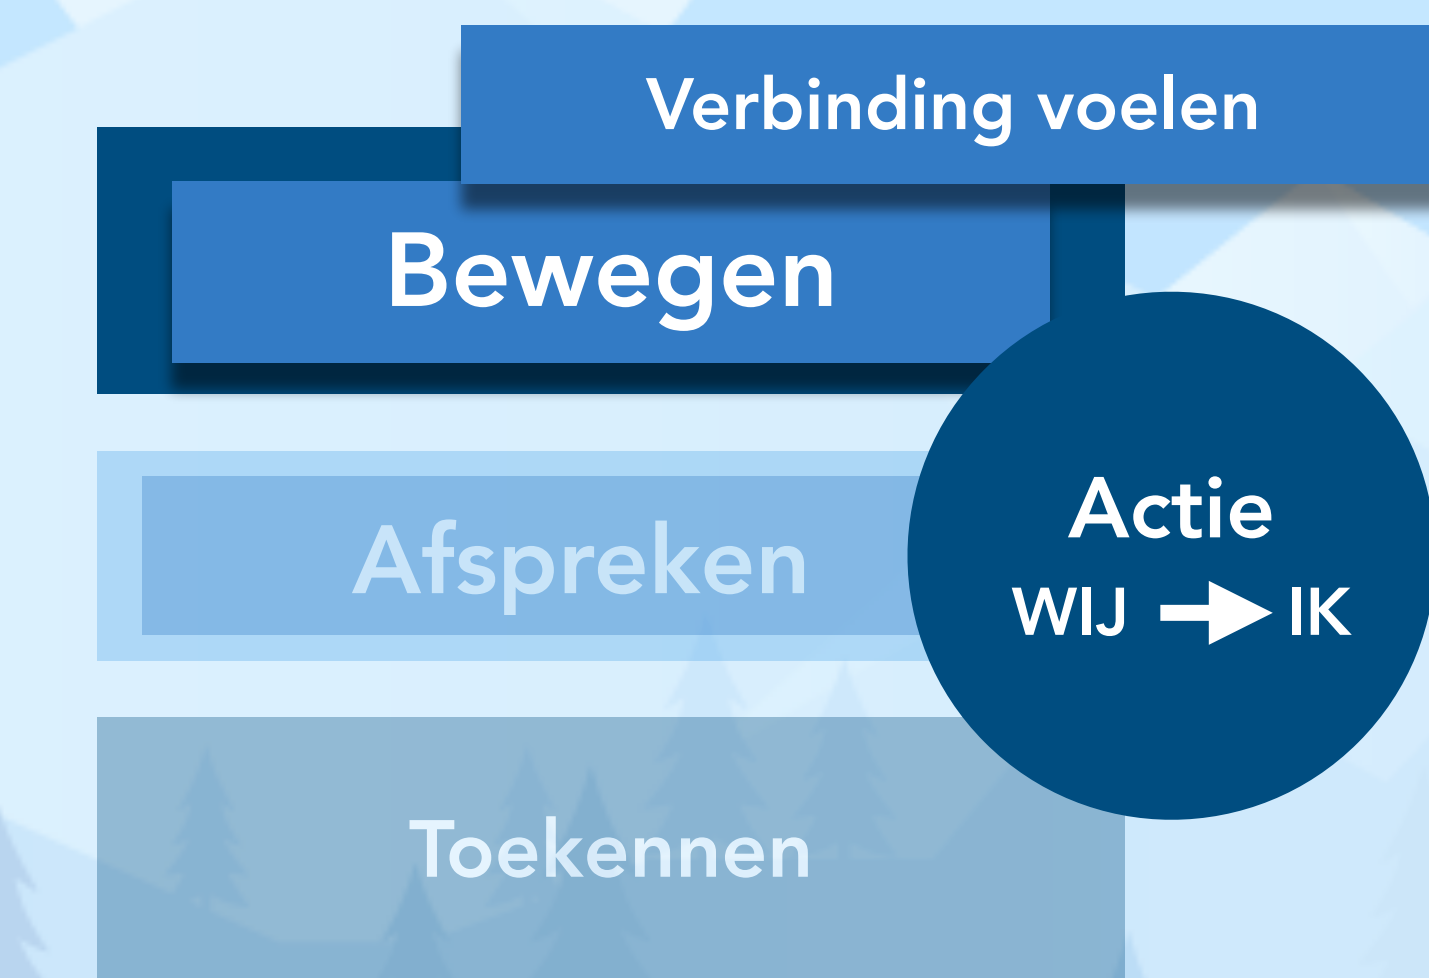 Verbinding voelen
Bewegen
Afspreken
Actie
WIJ → IK
Toekennen